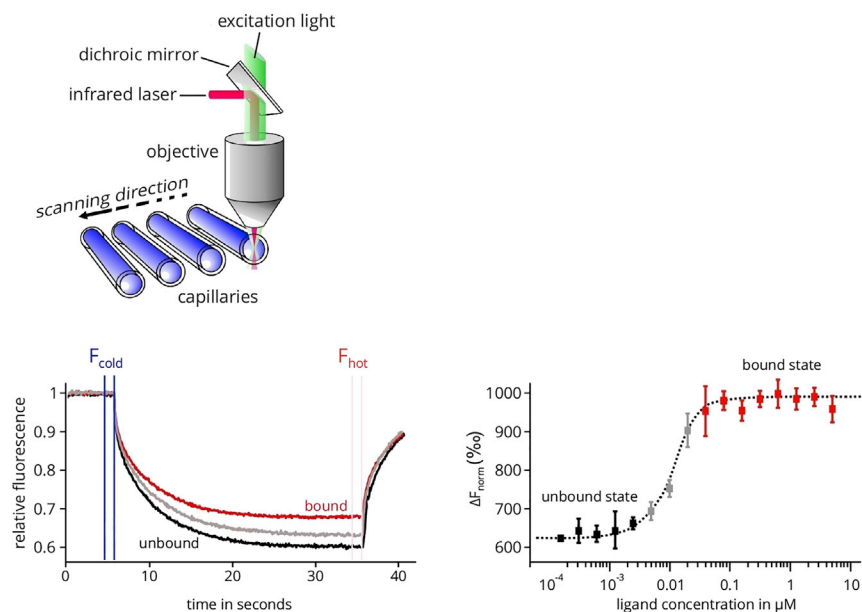 excitation light
dichroic mirror
infrared laser
objective
scanning direction
capillaries
F_cold
F_hot
relative fluorescence
1
0.9
0.8
0.7
0.6
bound
unbound
0
10
20
30
40
time in seconds
ΔF_norm (‰)
1000
900
800
700
600
bound state
unbound state
10⁻⁴
10⁻³
0.01
0.1
1
10
ligand concentration in µM